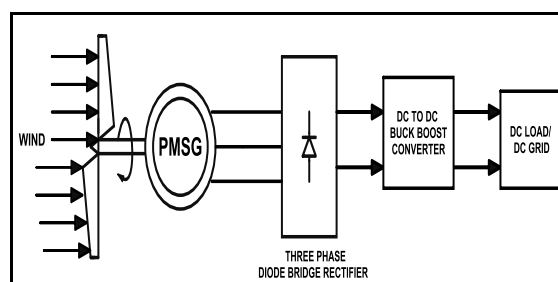 WIND
PMSG
THREE PHASE
DIODE BRIDGE RECTIFIER
DC TO DC
BUCK BOOST
CONVERTER
DC LOAD/
DC GRID